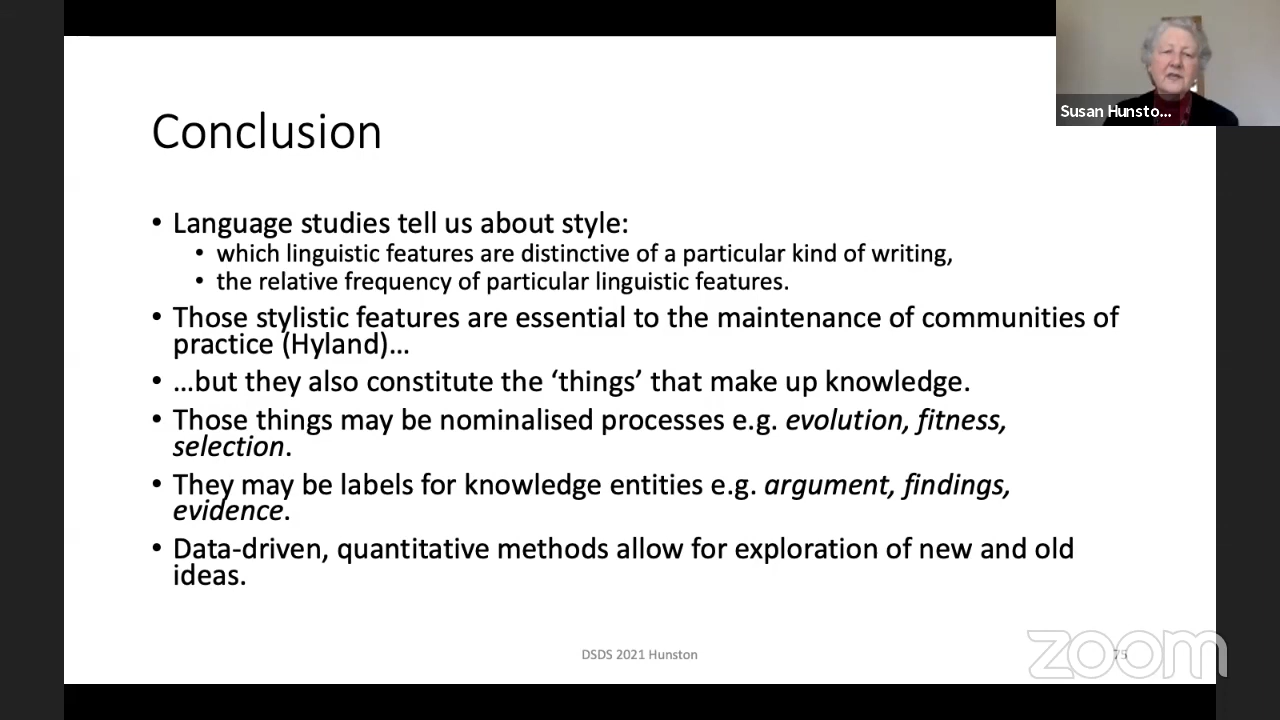 Susan Hunsto...
Conclusion
• Language studies tell us about style:
• which linguistic features are distinctive of a particular kind of writing,
• the relative frequency of particular linguistic features.
• Those stylistic features are essential to the maintenance of communities of
practice (Hyland)…
• …but they also constitute the ‘things’ that make up knowledge.
• Those things may be nominalised processes e.g. evolution, fitness,
selection.
• They may be labels for knowledge entities e.g. argument, findings,
evidence.
• Data-driven, quantitative methods allow for exploration of new and old
ideas.
DSDS 2021 Hunston
75
zoom